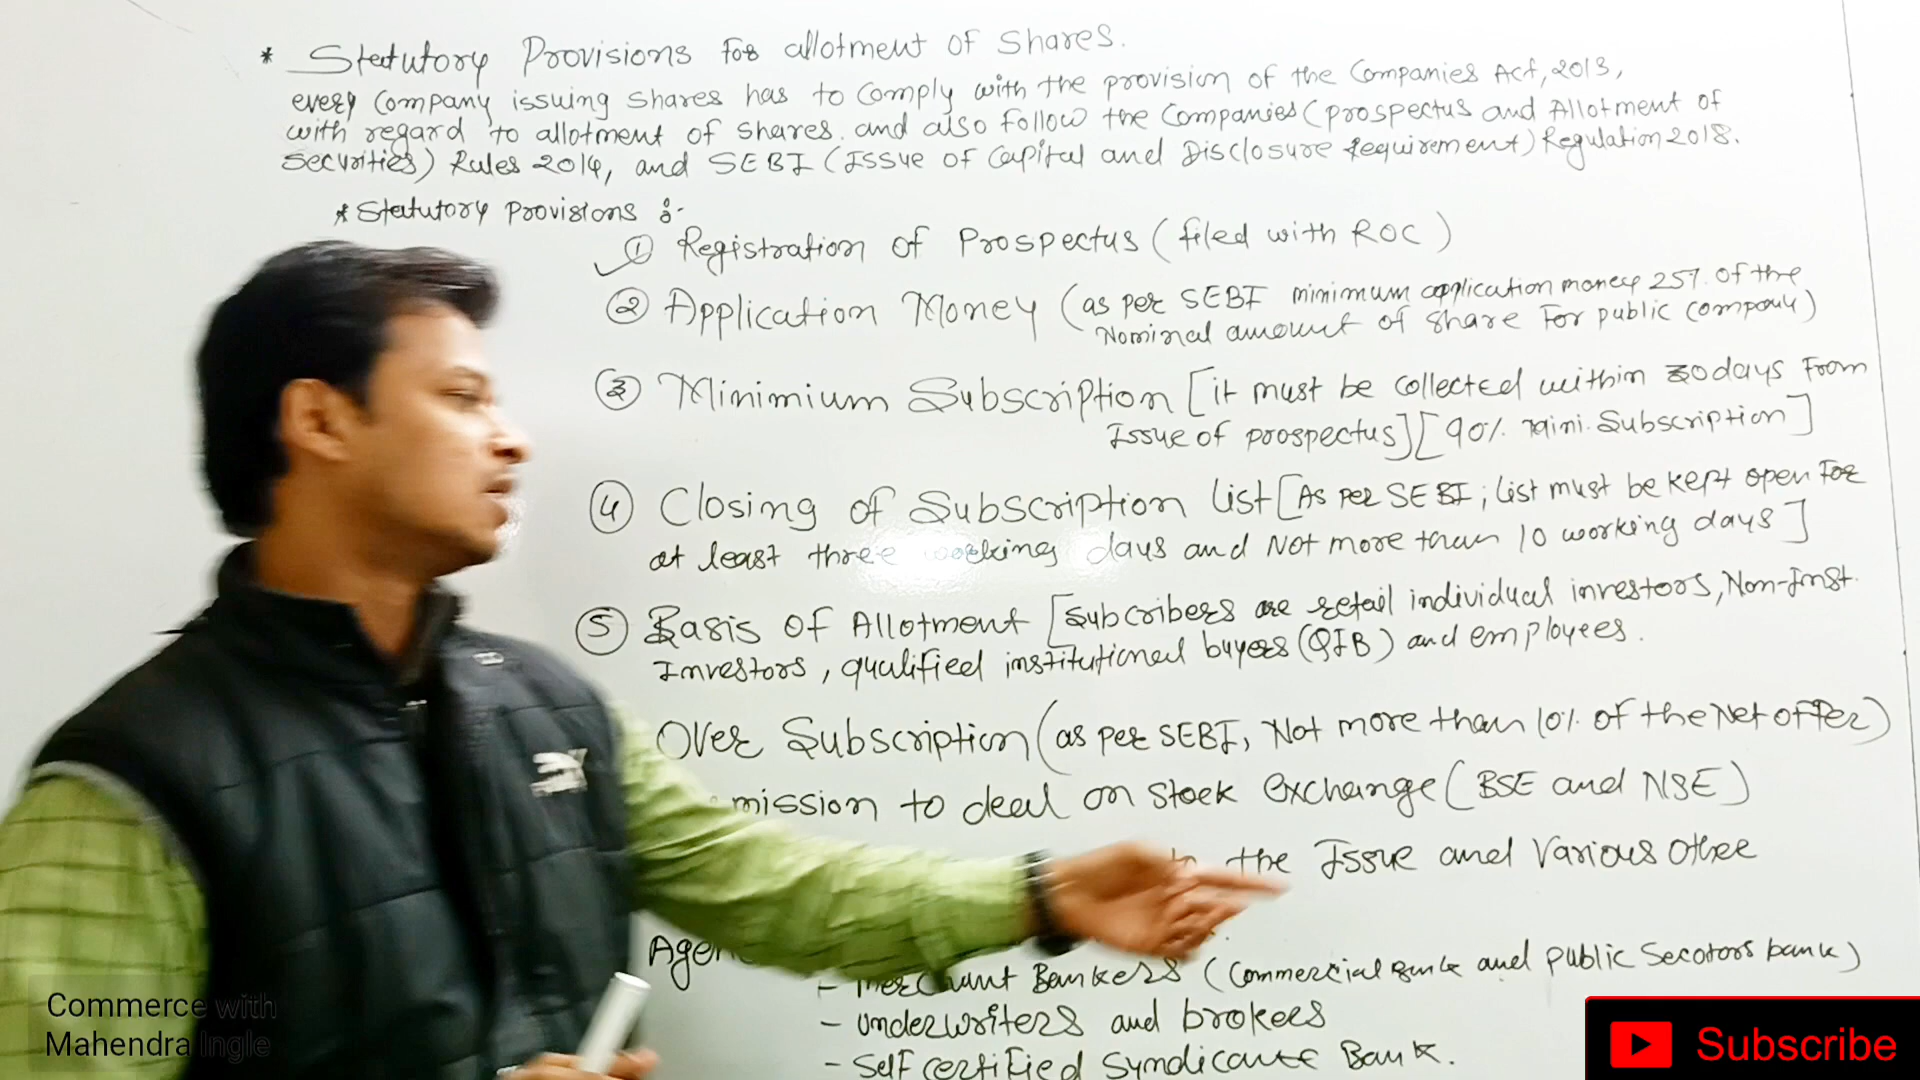 * Statutory Provisions for allotment of Shares.
every Company issuing shares has to comply with the provision of the Companies Act, 2013,
with regard to allotment of shares. and also follow the Companies (prospectus and Allotment of
Securities) Rules 2014, and SEBI (Issue of Capital and Disclosure Requirement) Regulation 2018.
* Statutory Provisions :-
① Registration of Prospectus (filed with ROC)
② Application Money (as per SEBI minimum application money 25% of the
Nominal amount of share for public company)
③ Minimium Subscription [it must be collected within 30 days from
Issue of prospectus] [90% mini. Subscription]
④ Closing of Subscription list [As per SEBI; list must be kept open for
at least three working days and Not more than 10 working days]
⑤ Basis of Allotment [Subcribers are retail individual investors, Non-Inst.
Investors, qualified institutional buyers (QIB) and employees.
Over Subscription (as per SEBI, Not more than 10% of the Net offer)
mission to deal on stock exchange (BSE and NSE)
the Issue and Various other
Agen
- Merchant Bankers (Commercial Bank and public Secotors bank)
- Underwriters and brokers
- Self certified Syndicate Bank.
Commerce with
Mahendra Ingle
Subscribe